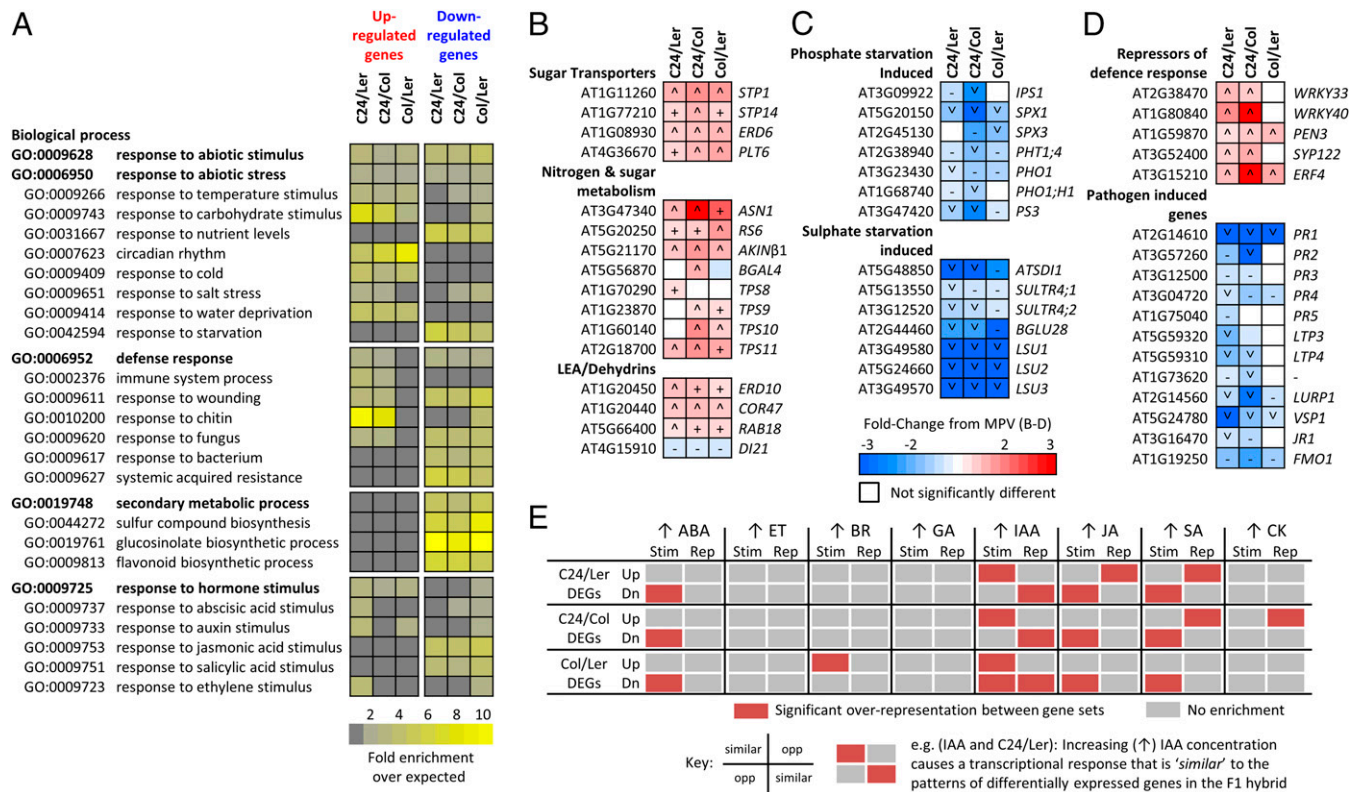 A
Up-
regulated
genes
Down-
regulated
genes
C24/Ler
C24/Col
Col/Ler
C24/Ler
C24/Col
Col/Ler
Biological process
GO:0009628 response to abiotic stimulus
GO:0006950 response to abiotic stress
GO:0009266 response to temperature stimulus
GO:0009743 response to carbohydrate stimulus
GO:0031667 response to nutrient levels
GO:0007623 circadian rhythm
GO:0009409 response to cold
GO:0009651 response to salt stress
GO:0009414 response to water deprivation
GO:0042594 response to starvation
GO:0006952 defense response
GO:0002376 immune system process
GO:0009611 response to wounding
GO:0010200 response to chitin
GO:0009620 response to fungus
GO:0009617 response to bacterium
GO:0009627 systemic acquired resistance
GO:0019748 secondary metabolic process
GO:0044272 sulfur compound biosynthesis
GO:0019761 glucosinolate biosynthetic process
GO:0009813 flavonoid biosynthetic process
GO:0009725 response to hormone stimulus
GO:0009737 response to abscisic acid stimulus
GO:0009733 response to auxin stimulus
GO:0009753 response to jasmonic acid stimulus
GO:0009751 response to salicylic acid stimulus
GO:0009723 response to ethylene stimulus
2 4 6 8 10
Fold enrichment
over expected
B
C24/Ler
C24/Col
Col/Ler
Sugar Transporters
AT1G11260 ^ ^ ^ STP1
AT1G77210 + ^ + STP14
AT1G08930 ^ ^ ^ ERD6
AT4G36670 + ^ ^ PLT6
Nitrogen & sugar
metabolism
AT3G47340 ^ ^ + ASN1
AT5G20250 + + ^ RS6
AT5G21170 ^ ^ ^ AKINβ1
AT5G56870 ^ BGAL4
AT1G70290 + TPS8
AT1G23870 ^ ^ TPS9
AT1G60140 ^ + TPS10
AT2G18700 ^ ^ + TPS11
LEA/Dehydrins
AT1G20450 ^ ^ + ERD10
AT1G20440 ^ ^ ^ COR47
AT5G66400 ^ + + RAB18
AT4G15910 - - - DI21
C
C24/Ler
C24/Col
Col/Ler
Phosphate starvation
Induced
AT3G09922 - ˅ IPS1
AT5G20150 ˅ ˅ ˅ SPX1
AT2G45130 - ˅ SPX3
AT2G38940 - ˅ - PHT1;4
AT3G23430 - - PHO1
AT1G68740 - ˅ - PHO1;H1
AT3G47420 ˅ ˅ - PS3
Sulphate starvation
induced
AT5G48850 ˅ ˅ - ATSDI1
AT5G13550 ˅ - - SULTR4;1
AT3G12520 ˅ ˅ - SULTR4;2
AT2G44460 ˅ ˅ - BGLU28
AT3G49580 ˅ ˅ ˅ LSU1
AT5G24660 ˅ ˅ ˅ LSU2
AT3G49570 ˅ ˅ ˅ LSU3
Fold-Change from MPV (B-D)
-3 -2 1 2 3
Not significantly different
D
C24/Ler
C24/Col
Col/Ler
Repressors of
defence response
AT2G38470 ^ ^ WRKY33
AT1G80840 ^ ^ WRKY40
AT1G59870 ^ ^ ^ PEN3
AT3G52400 ^ ^ SYP122
AT3G15210 ^ ^ ^ ERF4
Pathogen induced
genes
AT2G14610 ˅ ˅ ˅ PR1
AT3G57260 - ˅ PR2
AT3G12500 - - PR3
AT3G04720 ˅ - - PR4
AT1G75040 - PR5
AT5G59320 ˅ - LTP3
AT5G59310 ˅ ˅ LTP4
AT1G73620 - ˅ -
AT2G14560 ˅ ˅ - LURP1
AT5G24780 ˅ ˅ ˅ VSP1
AT3G16470 ˅ - JR1
AT1G19250 - - - FMO1
E
↑ ABA ↑ ET ↑ BR ↑ GA ↑ IAA ↑ JA ↑ SA ↑ CK
Stim Rep Stim Rep Stim Rep Stim Rep Stim Rep Stim Rep Stim Rep Stim Rep
C24/Ler Up
DEGs Dn
C24/Col Up
DEGs Dn
Col/Ler Up
DEGs Dn
Significant over-representation between gene sets
No enrichment
Key:
similar opp
opp similar
e.g. (IAA and C24/Ler): Increasing (↑) IAA concentration
causes a transcriptional response that is ‘similar’ to the
patterns of differentially expressed genes in the F1 hybrid